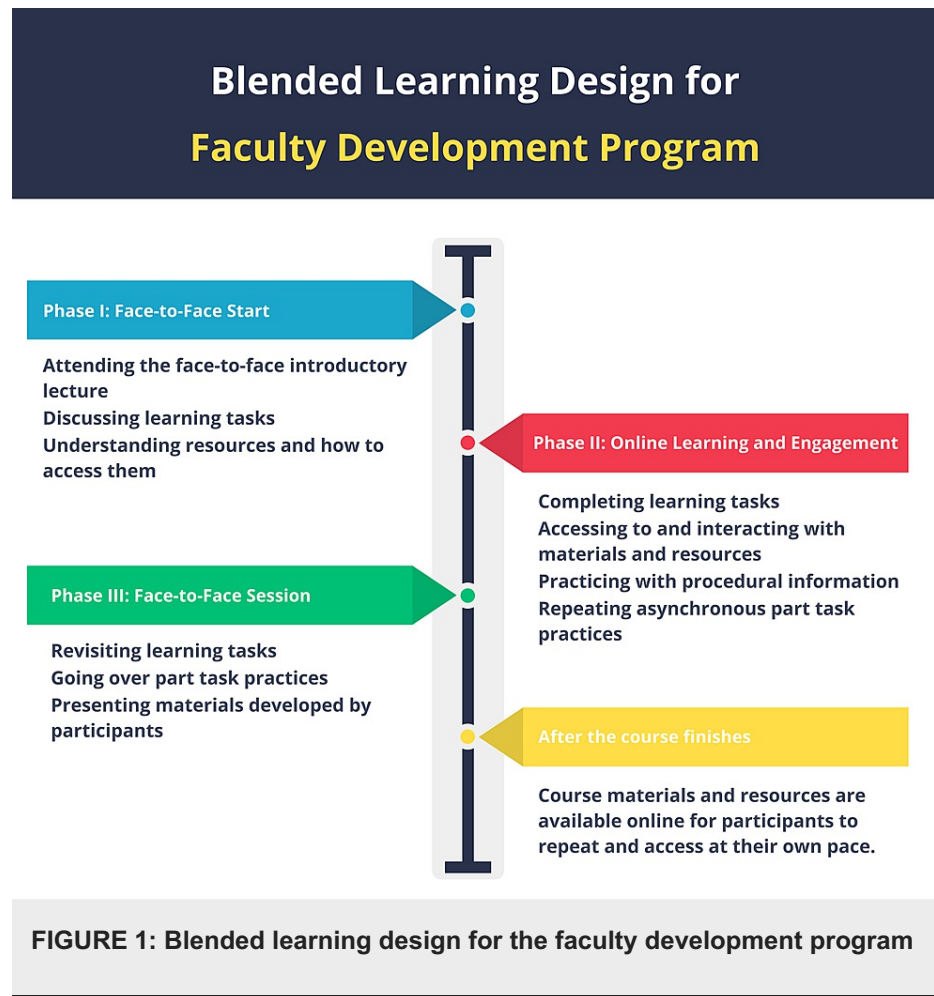 Blended Learning Design for
Faculty Development Program
Phase I: Face-to-Face Start
Attending the face-to-face introductory
lecture
Discussing learning tasks
Understanding resources and how to
access them
Phase II: Online Learning and Engagement
Completing learning tasks
Accessing to and interacting with
materials and resources
Practicing with procedural information
Repeating asynchronous part task
practices
Phase III: Face-to-Face Session
Revisiting learning tasks
Going over part task practices
Presenting materials developed by
participants
After the course finishes
Course materials and resources are
available online for participants to
repeat and access at their own pace.
FIGURE 1: Blended learning design for the faculty development program